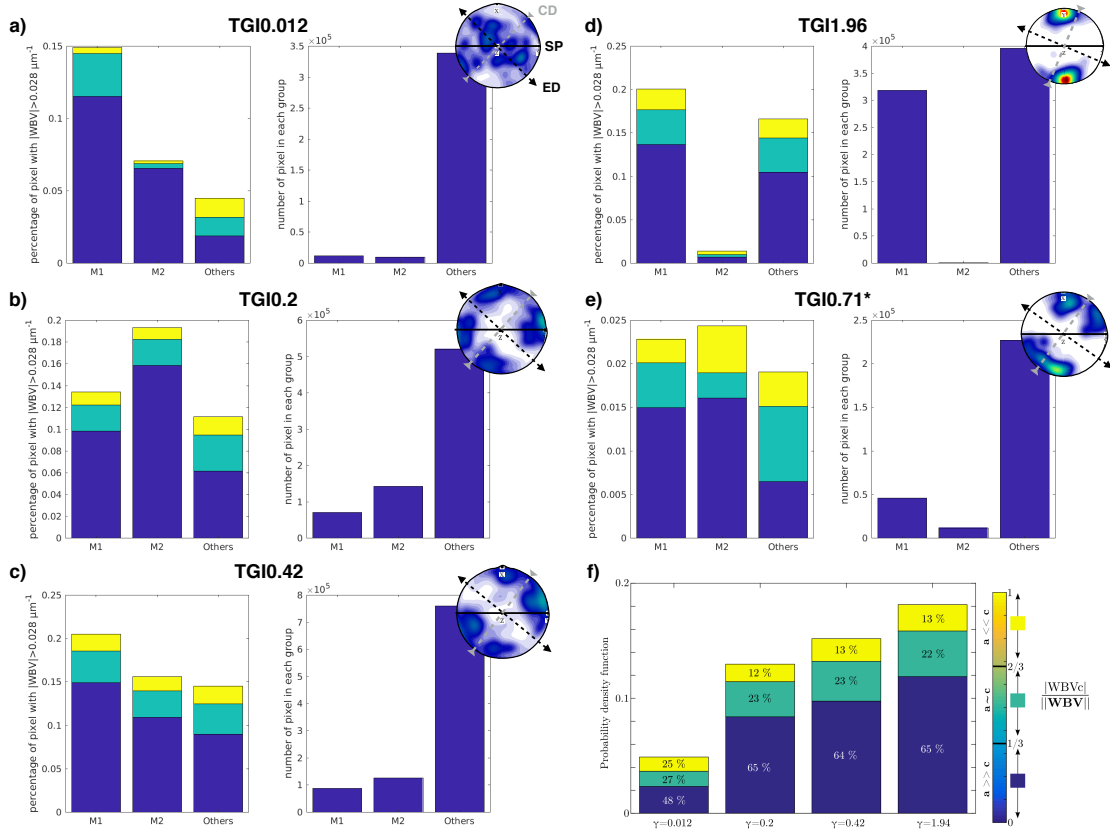 a)
TGI0.012
percentage of pixel with |WBV|>0.028 μm⁻¹
0.15
0.1
0.05
0
M1
M2
Others
number of pixel in each group
×10⁵
3.5
3
2.5
2
1.5
1
0.5
0
M1
M2
Others
CD
SP
ED
x
z
d)
TGI1.96
percentage of pixel with |WBV|>0.028 μm⁻¹
0.25
0.2
0.15
0.1
0.05
0
M1
M2
Others
number of pixel in each group
×10⁵
4
3.5
3
2.5
2
1.5
1
0.5
0
M1
M2
Others
z
b)
TGI0.2
percentage of pixel with |WBV|>0.028 μm⁻¹
0.2
0.18
0.16
0.14
0.12
0.1
0.08
0.06
0.04
0.02
0
M1
M2
Others
number of pixel in each group
×10⁵
6
5
4
3
2
1
0
M1
M2
Others
z
e)
TGI0.71*
percentage of pixel with |WBV|>0.028 μm⁻¹
0.025
0.02
0.015
0.01
0.005
0
M1
M2
Others
number of pixel in each group
×10⁵
2.5
2
1.5
1
0.5
0
M1
M2
Others
x
z
c)
TGI0.42
percentage of pixel with |WBV|>0.028 μm⁻¹
0.25
0.2
0.15
0.1
0.05
0
M1
M2
Others
number of pixel in each group
×10⁵
8
7
6
5
4
3
2
1
0
M1
M2
Others
x
z
f)
Probability density function
0.2
0.1
0
25 %
27 %
48 %
12 %
23 %
65 %
13 %
23 %
64 %
13 %
22 %
65 %
γ=0.012
γ=0.2
γ=0.42
γ=1.94
1
2/3
1/3
0
a << c
a ~ c
a >> c
|WBVc|
||WBV||